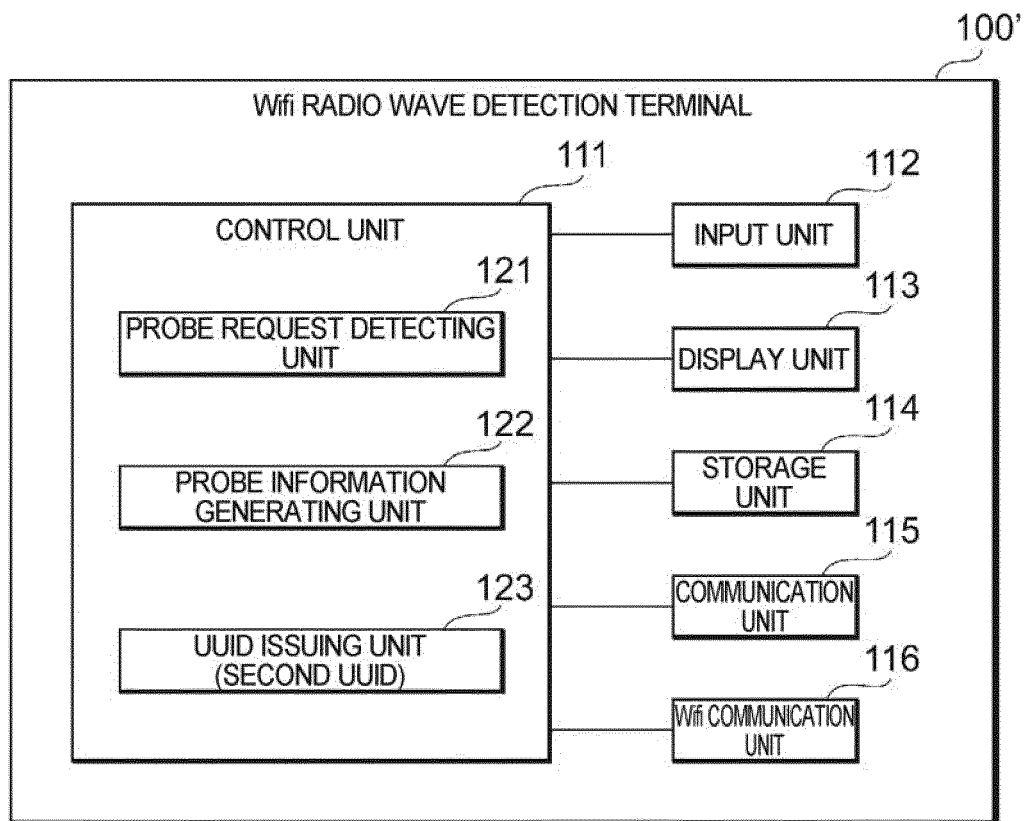 100'
Wifi RADIO WAVE DETECTION TERMINAL
111
CONTROL UNIT
121
PROBE REQUEST DETECTING
UNIT
122
PROBE INFORMATION
GENERATING UNIT
123
UUID ISSUING UNIT
(SECOND UUID)
112
INPUT UNIT
113
DISPLAY UNIT
114
STORAGE
UNIT
115
COMMUNICATION
UNIT
116
Wifi COMMUNICATION
UNIT